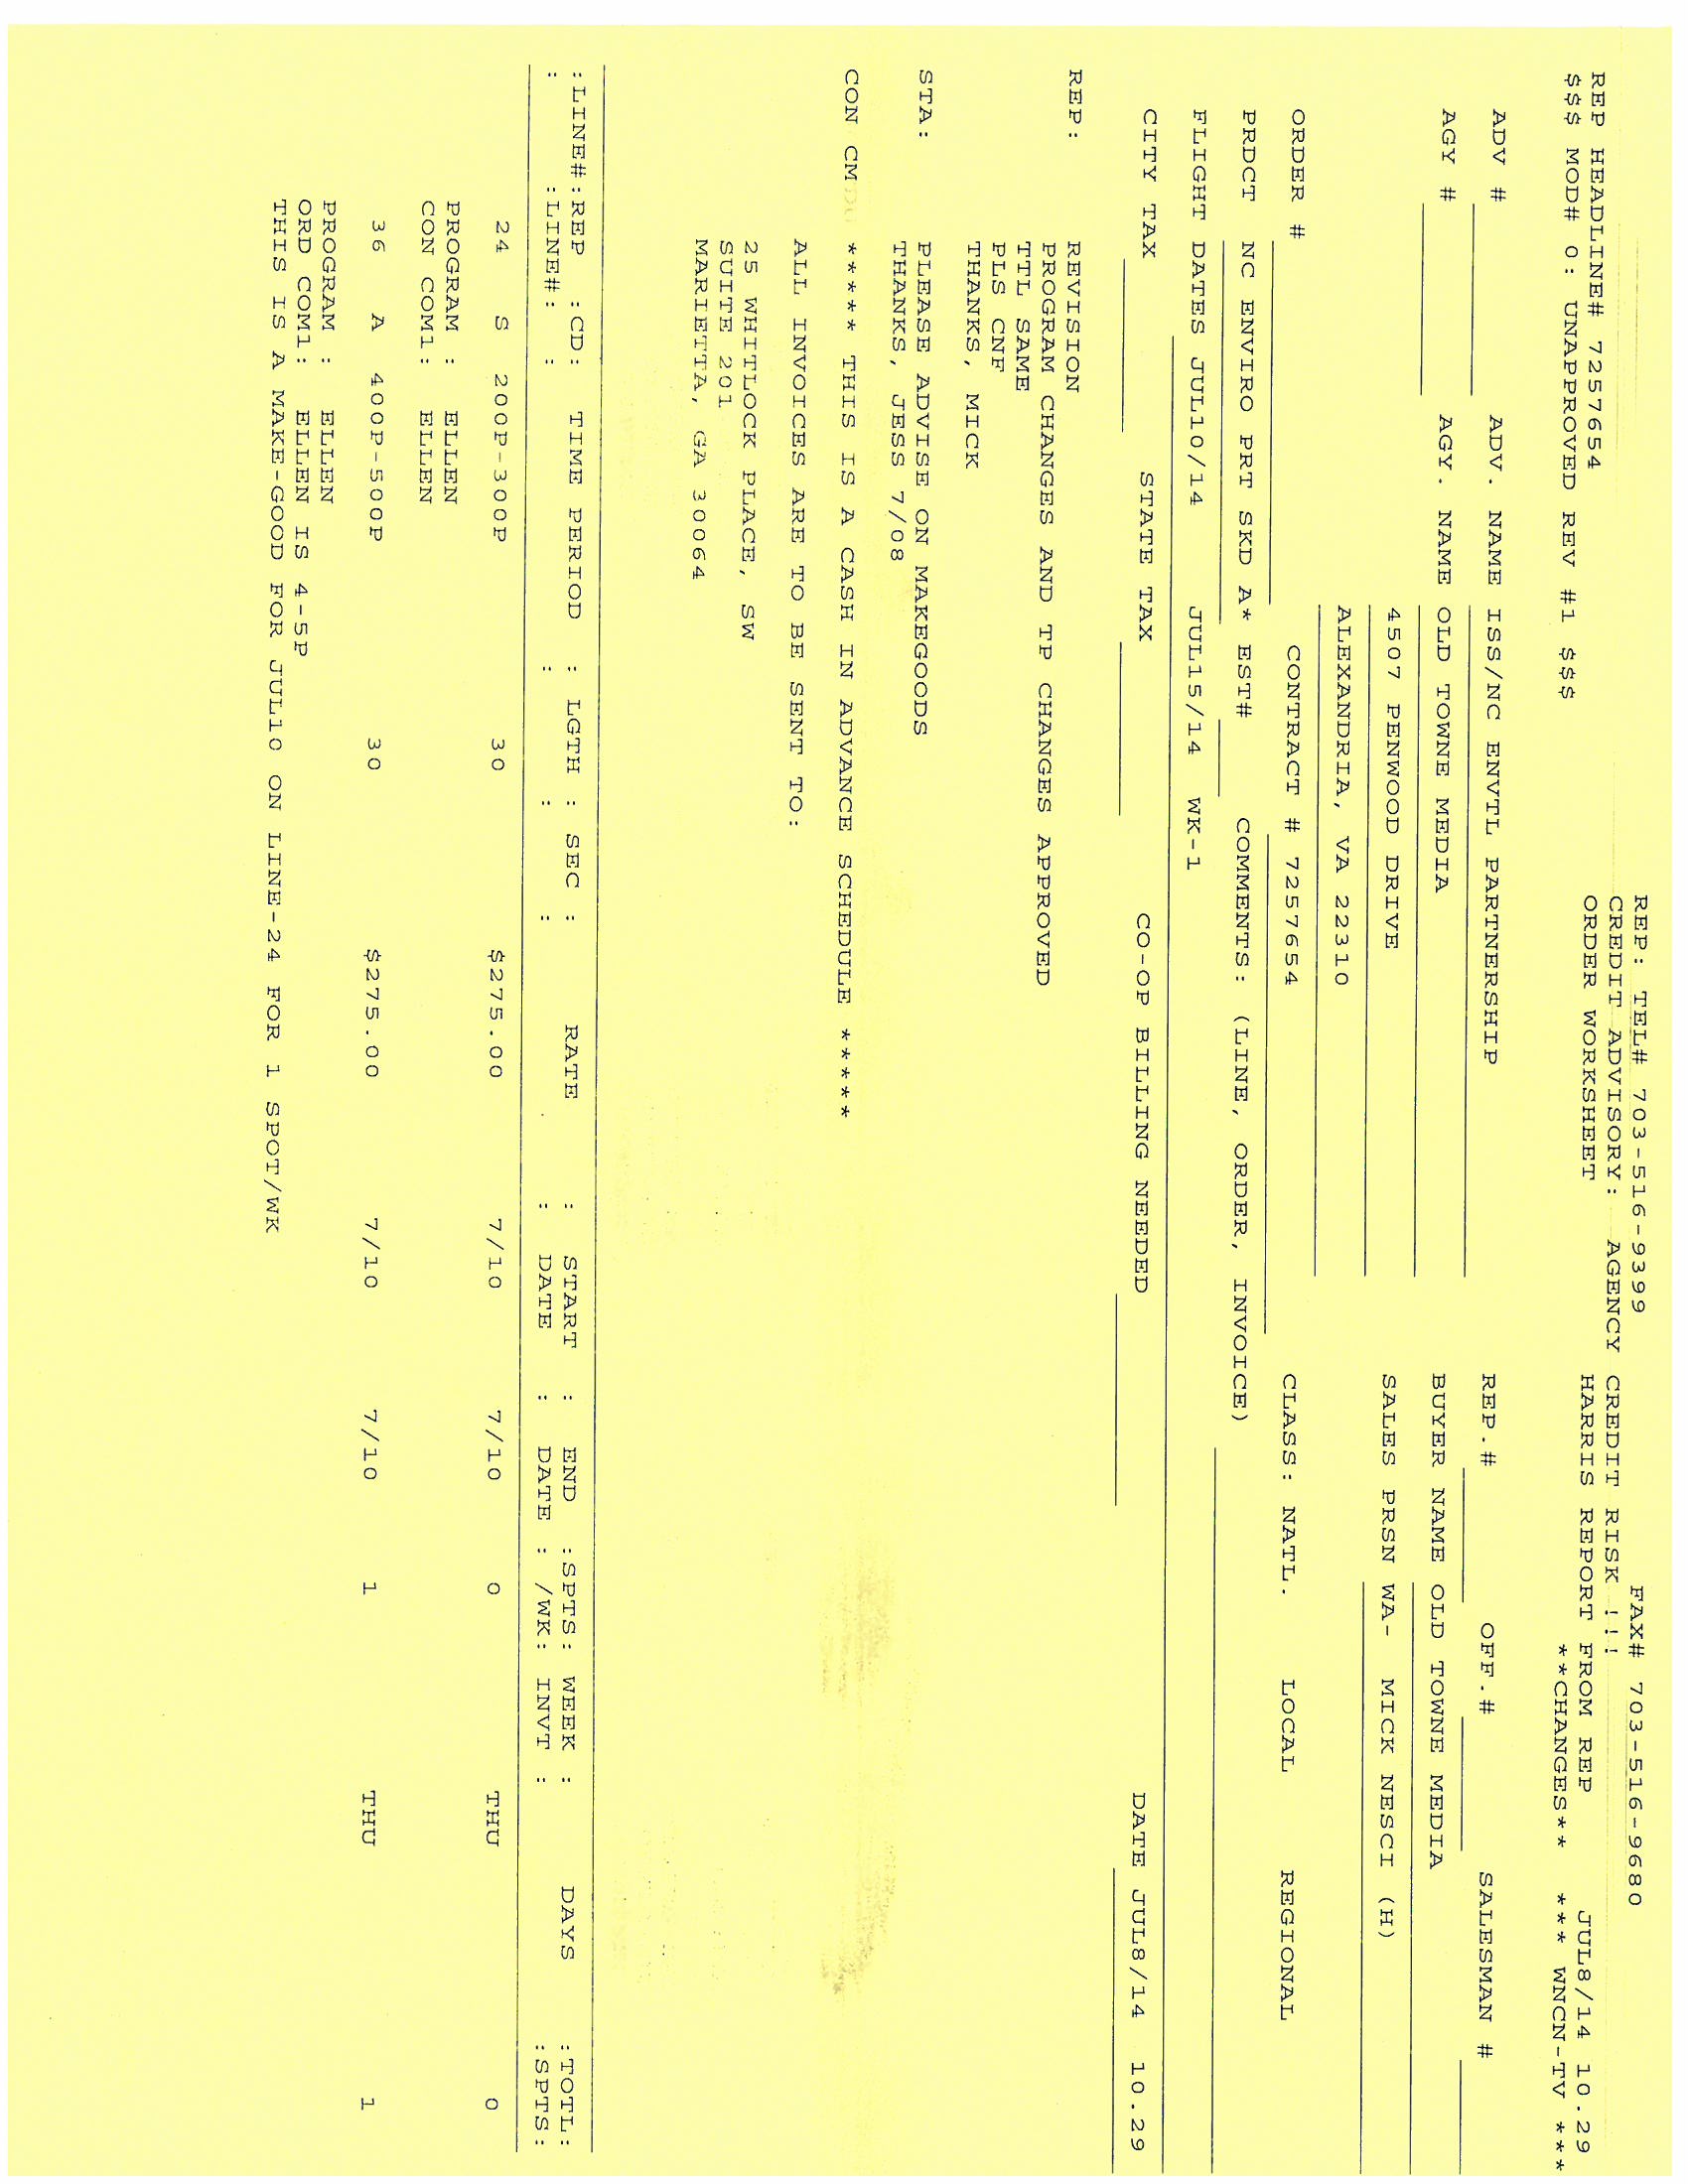 REP: TEL# 703-516-9399 FAX# 703-516-9680
CREDIT ADVISORY: AGENCY CREDIT RISK !!!
REP HEADLINE# 7257654 ORDER WORKSHEET HARRIS REPORT FROM REP JUL8/14 10.29
$$$ MOD# 0: UNAPPROVED REV #1 $$$ **CHANGES** *** WNCN-TV ***
ADV # ADV. NAME ISS/NC ENVTL PARTNERSHIP REP.# OFF.# SALESMAN #
AGY # AGY. NAME OLD TOWNE MEDIA BUYER NAME OLD TOWNE MEDIA
4507 PENWOOD DRIVE SALES PRSN WA- MICK NESCI (H)
ALEXANDRIA, VA 22310
ORDER # CONTRACT # 7257654 CLASS: NATL. LOCAL REGIONAL
PRDCT NC ENVIRO PRT SKD A* EST# COMMENTS: (LINE, ORDER, INVOICE)
FLIGHT DATES JUL10/14 JUL15/14 WK-1
CITY TAX STATE TAX CO-OP BILLING NEEDED DATE JUL8/14 10.29
REP: REVISION
PROGRAM CHANGES AND TP CHANGES APPROVED
TTL SAME
PLS CNF
THANKS, MICK
STA: PLEASE ADVISE ON MAKEGOODS
THANKS, JESS 7/08
CON CM ***** THIS IS A CASH IN ADVANCE SCHEDULE *****
ALL INVOICES ARE TO BE SENT TO:
25 WHITLOCK PLACE, SW
SUITE 201
MARIETTA, GA 30064
:LINE#:REP :CD: TIME PERIOD : LGTH : SEC : RATE : START : END :SPTS: WEEK : DAYS :TOTL:
: :LINE#: : : : : : DATE : DATE : /WK: INVT : :SPTS:
24 S 200P-300P 30 $275.00 7/10 7/10 0 THU 0
PROGRAM : ELLEN
CON COM1: ELLEN
36 A 400P-500P 30 $275.00 7/10 7/10 1 THU 1
PROGRAM : ELLEN
ORD COM1: ELLEN IS 4-5P
THIS IS A MAKE-GOOD FOR JUL10 ON LINE-24 FOR 1 SPOT/WK